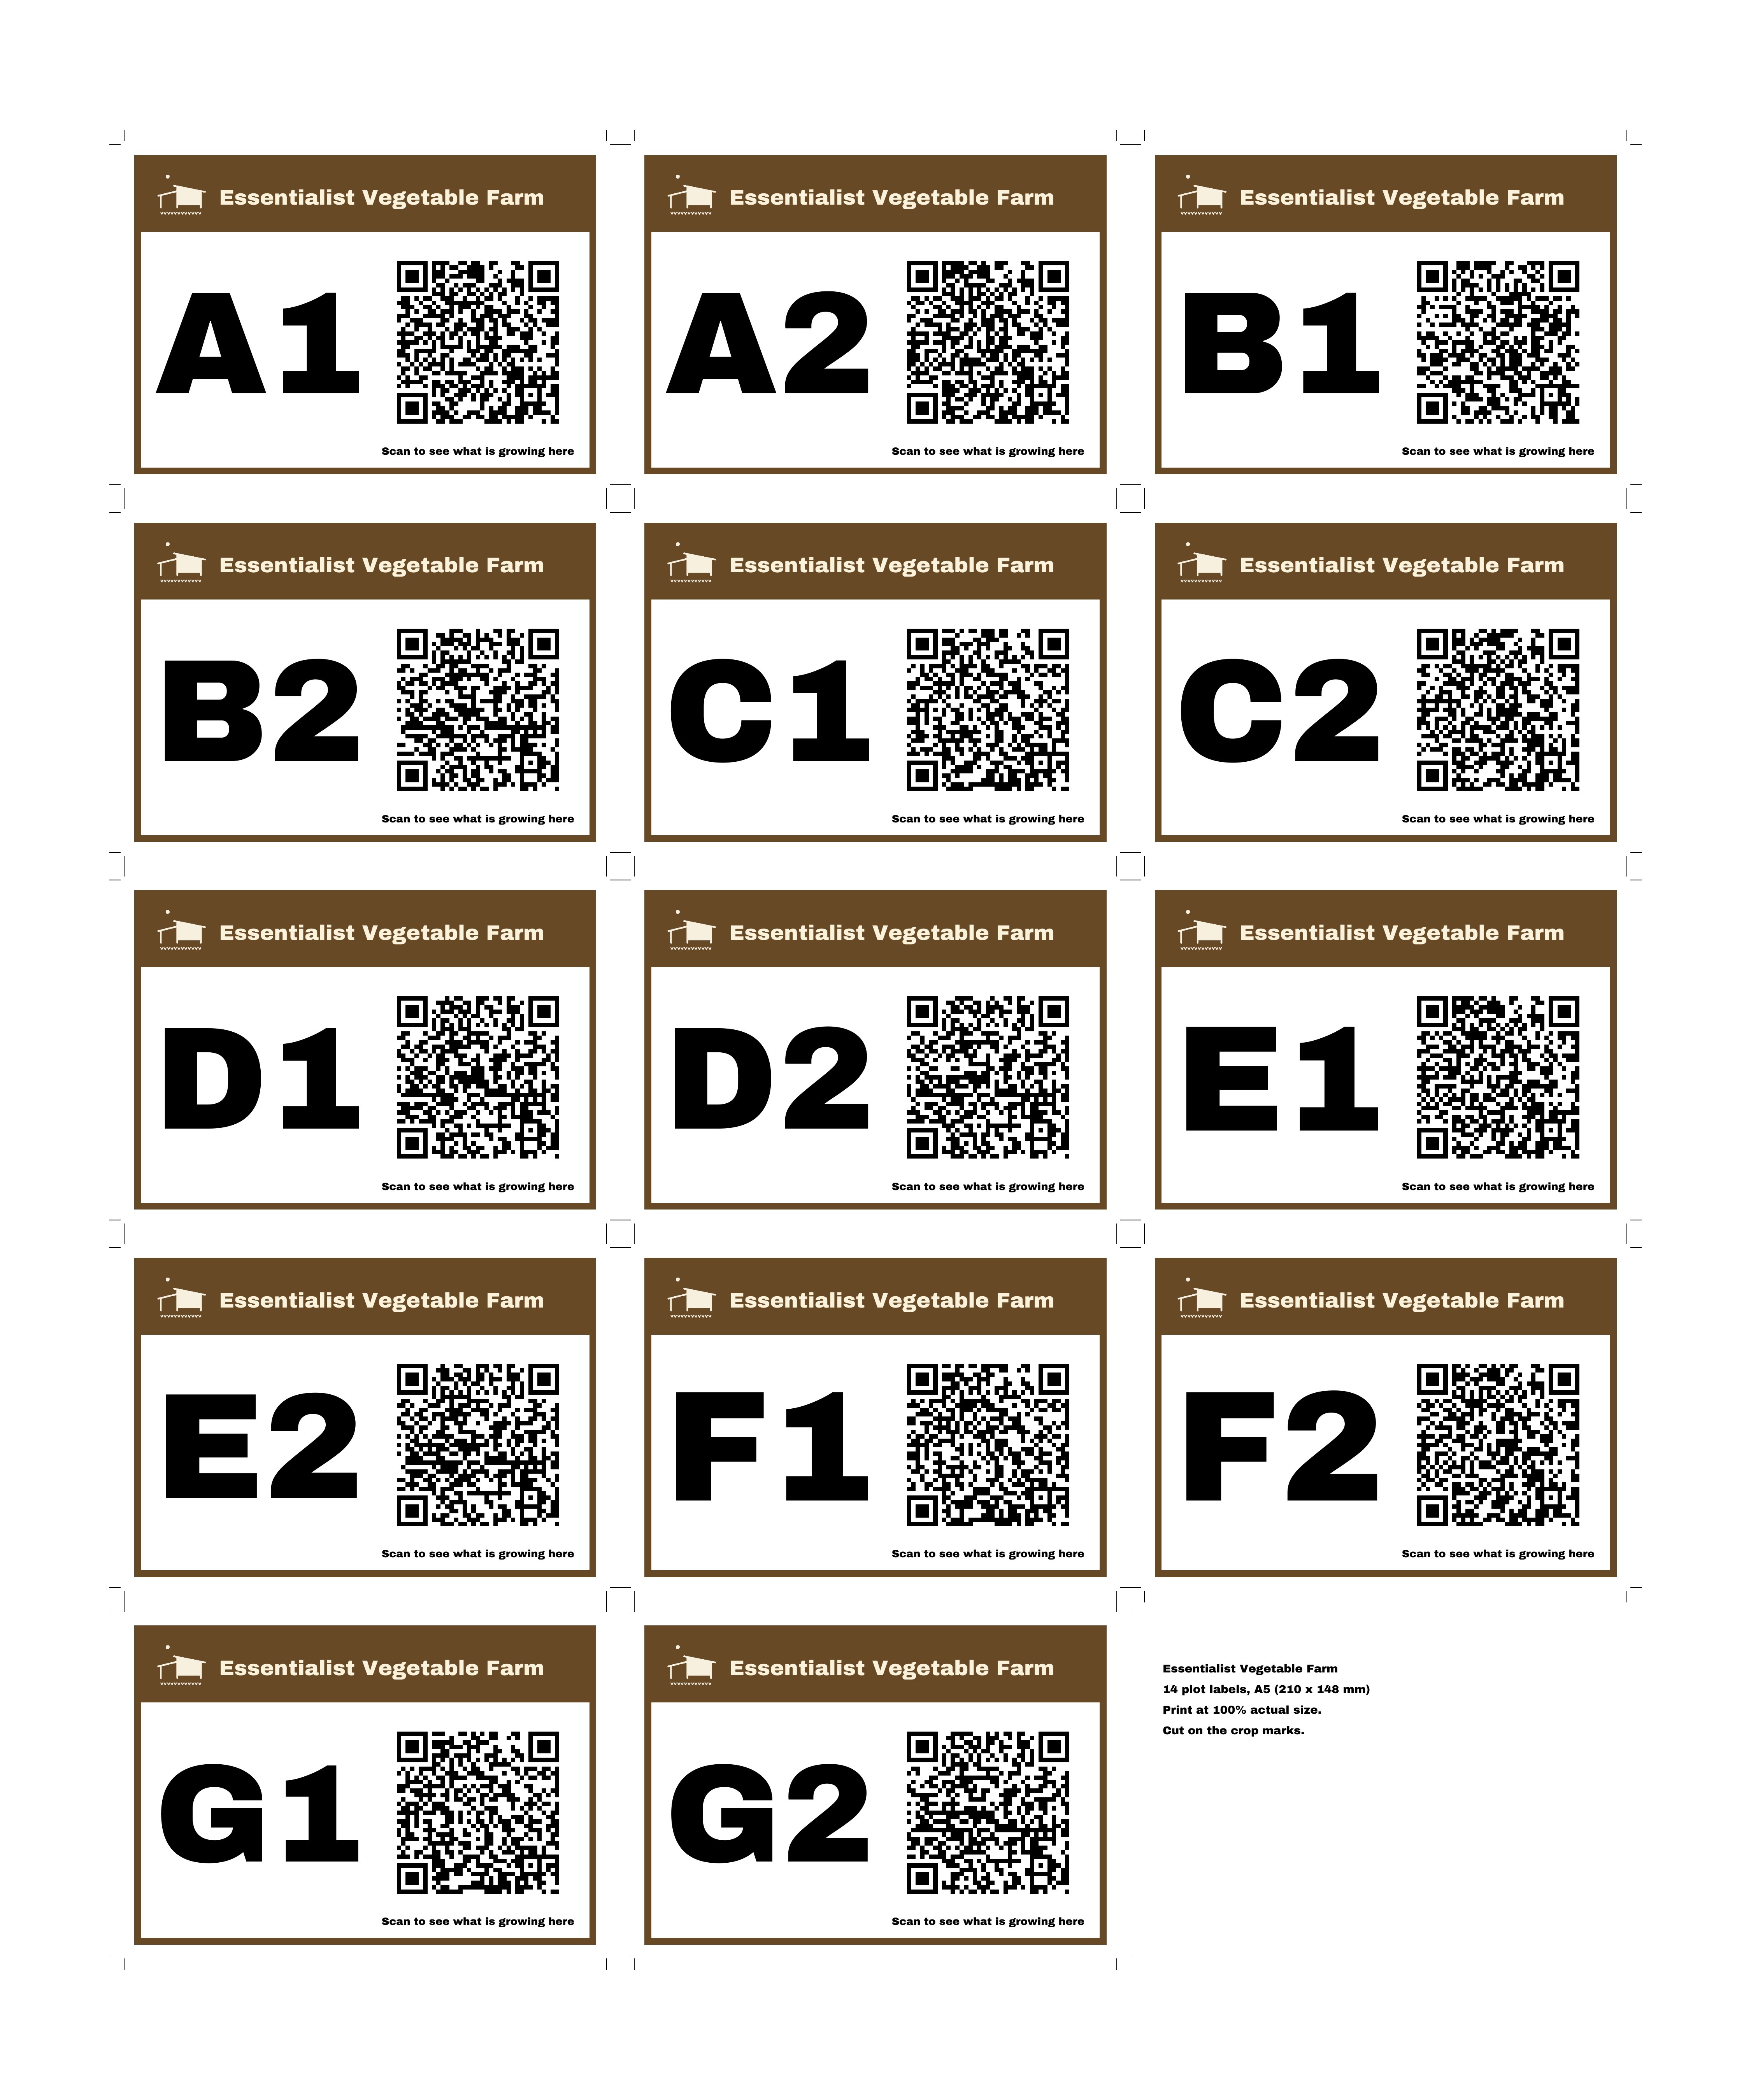 Essentialist Vegetable Farm
A1
Scan to see what is growing here
Essentialist Vegetable Farm
A2
Scan to see what is growing here
Essentialist Vegetable Farm
B1
Scan to see what is growing here
Essentialist Vegetable Farm
B2
Scan to see what is growing here
Essentialist Vegetable Farm
C1
Scan to see what is growing here
Essentialist Vegetable Farm
C2
Scan to see what is growing here
Essentialist Vegetable Farm
D1
Scan to see what is growing here
Essentialist Vegetable Farm
D2
Scan to see what is growing here
Essentialist Vegetable Farm
E1
Scan to see what is growing here
Essentialist Vegetable Farm
E2
Scan to see what is growing here
Essentialist Vegetable Farm
F1
Scan to see what is growing here
Essentialist Vegetable Farm
F2
Scan to see what is growing here
Essentialist Vegetable Farm
G1
Scan to see what is growing here
Essentialist Vegetable Farm
G2
Scan to see what is growing here
Essentialist Vegetable Farm
14 plot labels, A5 (210 x 148 mm)
Print at 100% actual size.
Cut on the crop marks.